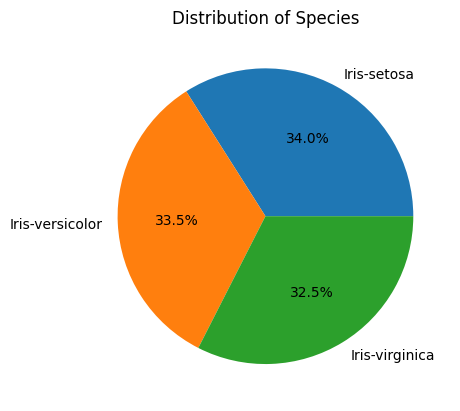 Distribution of Species
Iris-setosa
34.0%
Iris-versicolor
33.5%
32.5%
Iris-virginica